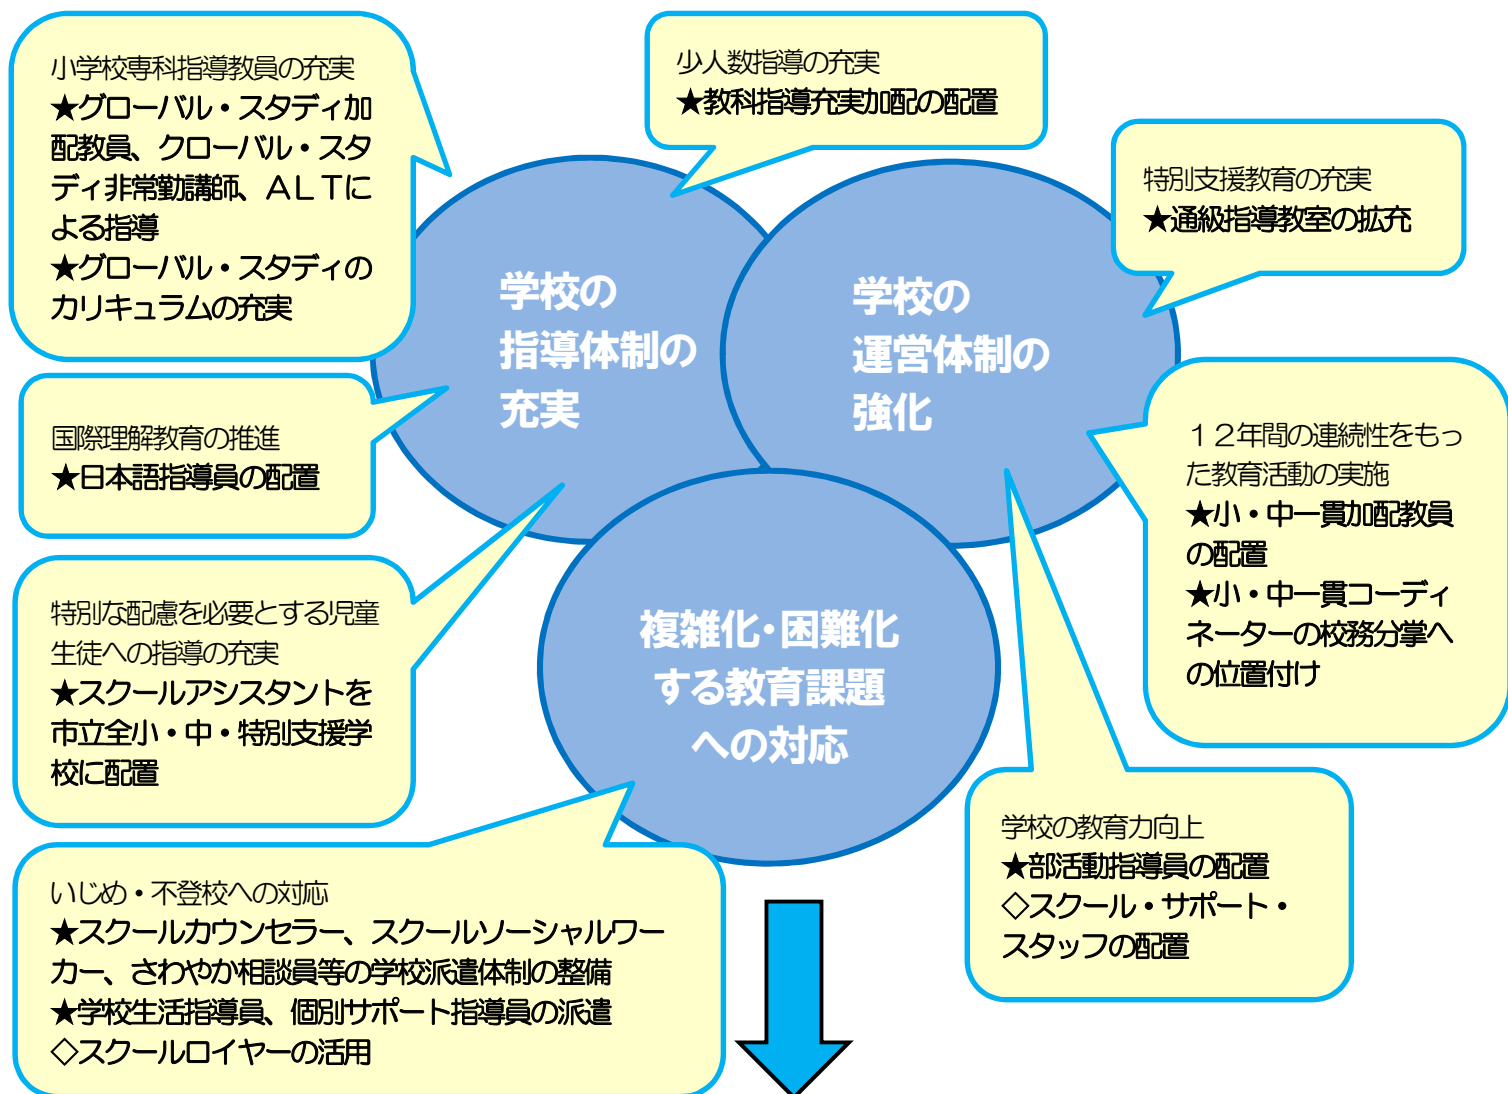 小学校専科指導教員の充実
★グローバル・スタディ加
配教員、クローバル・スタ
ディ非常勤講師、ＡＬＴに
よる指導
★グローバル・スタディの
カリキュラムの充実
少人数指導の充実
★教科指導充実加配の配置
特別支援教育の充実
★通級指導教室の拡充
学校の
指導体制の
充実
学校の
運営体制の
強化
国際理解教育の推進
★日本語指導員の配置
１２年間の連続性をもっ
た教育活動の実施
★小・中一貫加配教員
の配置
★小・中一貫コーディ
ネーターの校務分掌へ
の位置付け
特別な配慮を必要とする児童
生徒への指導の充実
★スクールアシスタントを
市立全小・中・特別支援学
校に配置
複雑化・困難化
する教育課題
への対応
学校の教育力向上
★部活動指導員の配置
◇スクール・サポート・
スタッフの配置
いじめ・不登校への対応
★スクールカウンセラー、スクールソーシャルワー
カー、さわやか相談員等の学校派遣体制の整備
★学校生活指導員、個別サポート指導員の派遣
◇スクールロイヤーの活用